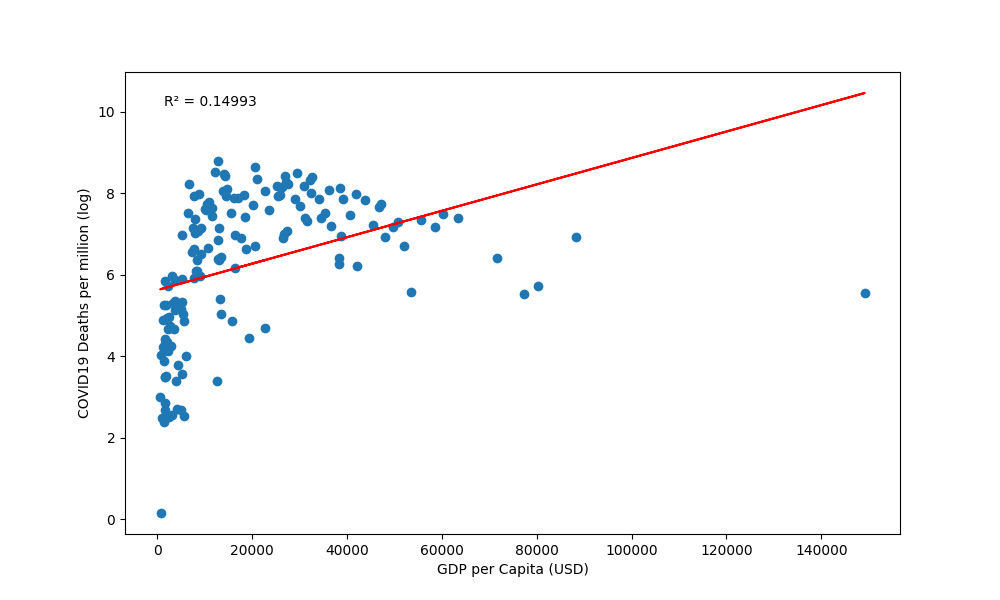 R² = 0.14993
COVID19 Deaths per million (log)
10
8
6
4
2
0
0 20000 40000 60000 80000 100000 120000 140000
GDP per Capita (USD)